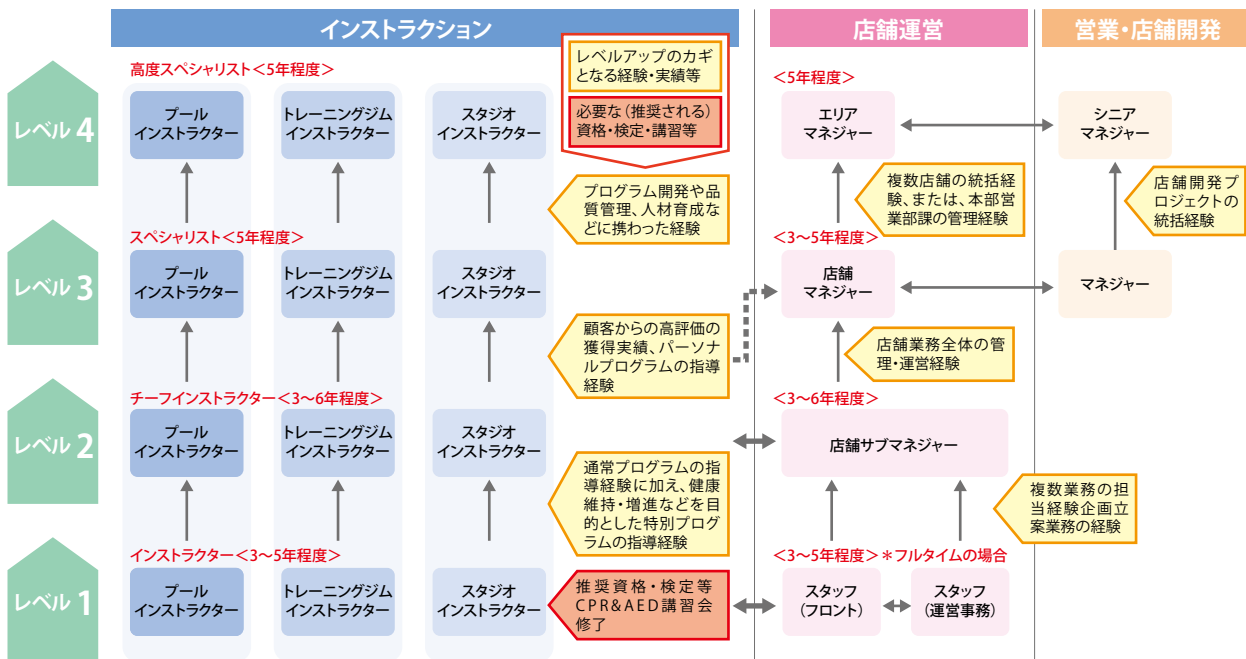 インストラクション
店舗運営
営業・店舗開発
レベル 4
高度スペシャリスト<5年程度>
プール
インストラクター
トレーニングジム
インストラクター
スタジオ
インストラクター
レベルアップのカギ
となる経験・実績等
必要な(推奨される)
資格・検定・講習等
<5年程度>
エリア
マネジャー
シニア
マネジャー
プログラム開発や品
質管理、人材育成な
どに携わった経験
複数店舗の統括経
験、または、本部営
業部課の管理経験
店舗開発プ
ロジェクトの
統括経験
レベル 3
スペシャリスト<5年程度>
プール
インストラクター
トレーニングジム
インストラクター
スタジオ
インストラクター
<3〜5年程度>
店舗
マネジャー
マネジャー
顧客からの高評価の
獲得実績、パーソナ
ルプログラムの指導
経験
店舗業務全体の管
理・運営経験
レベル 2
チーフインストラクター<3〜6年程度>
プール
インストラクター
トレーニングジム
インストラクター
スタジオ
インストラクター
<3〜6年程度>
店舗サブマネジャー
通常プログラムの指
導経験に加え、健康
維持・増進などを目
的とした特別プログ
ラムの指導経験
複数業務の担
当経験企画立
案業務の経験
レベル 1
インストラクター<3〜5年程度>
プール
インストラクター
トレーニングジム
インストラクター
スタジオ
インストラクター
推奨資格・検定等
CPR&AED講習会
修了
<3〜5年程度>＊フルタイムの場合
スタッフ
(フロント)
スタッフ
(運営事務)